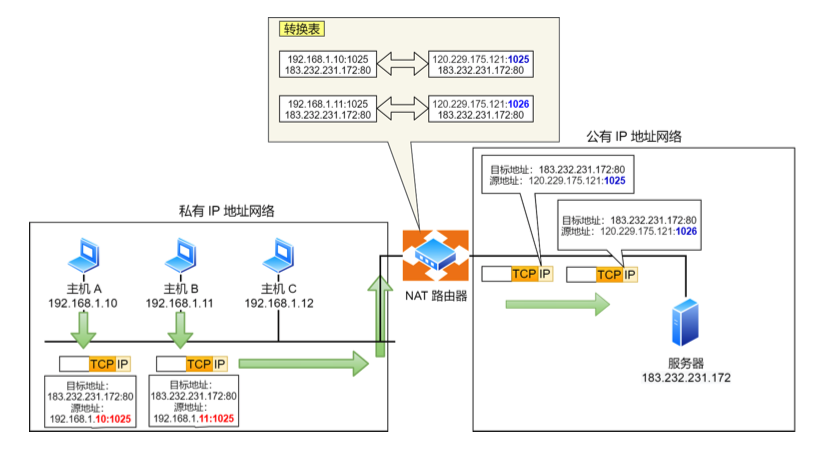 转换表
192.168.1.10:1025
183.232.231.172:80
120.229.175.121:1025
183.232.231.172:80
192.168.1.11:1025
183.232.231.172:80
120.229.175.121:1026
183.232.231.172:80
公有 IP 地址网络
目标地址：183.232.231.172:80
源地址：120.229.175.121:1025
目标地址：183.232.231.172:80
源地址：120.229.175.121:1026
TCP IP
TCP IP
服务器
183.232.231.172
NAT 路由器
私有 IP 地址网络
主机 A
192.168.1.10
主机 B
192.168.1.11
主机 C
192.168.1.12
TCP IP
TCP IP
目标地址：
183.232.231.172:80
源地址：
192.168.1.10:1025
目标地址：
183.232.231.172:80
源地址：
192.168.1.11:1025